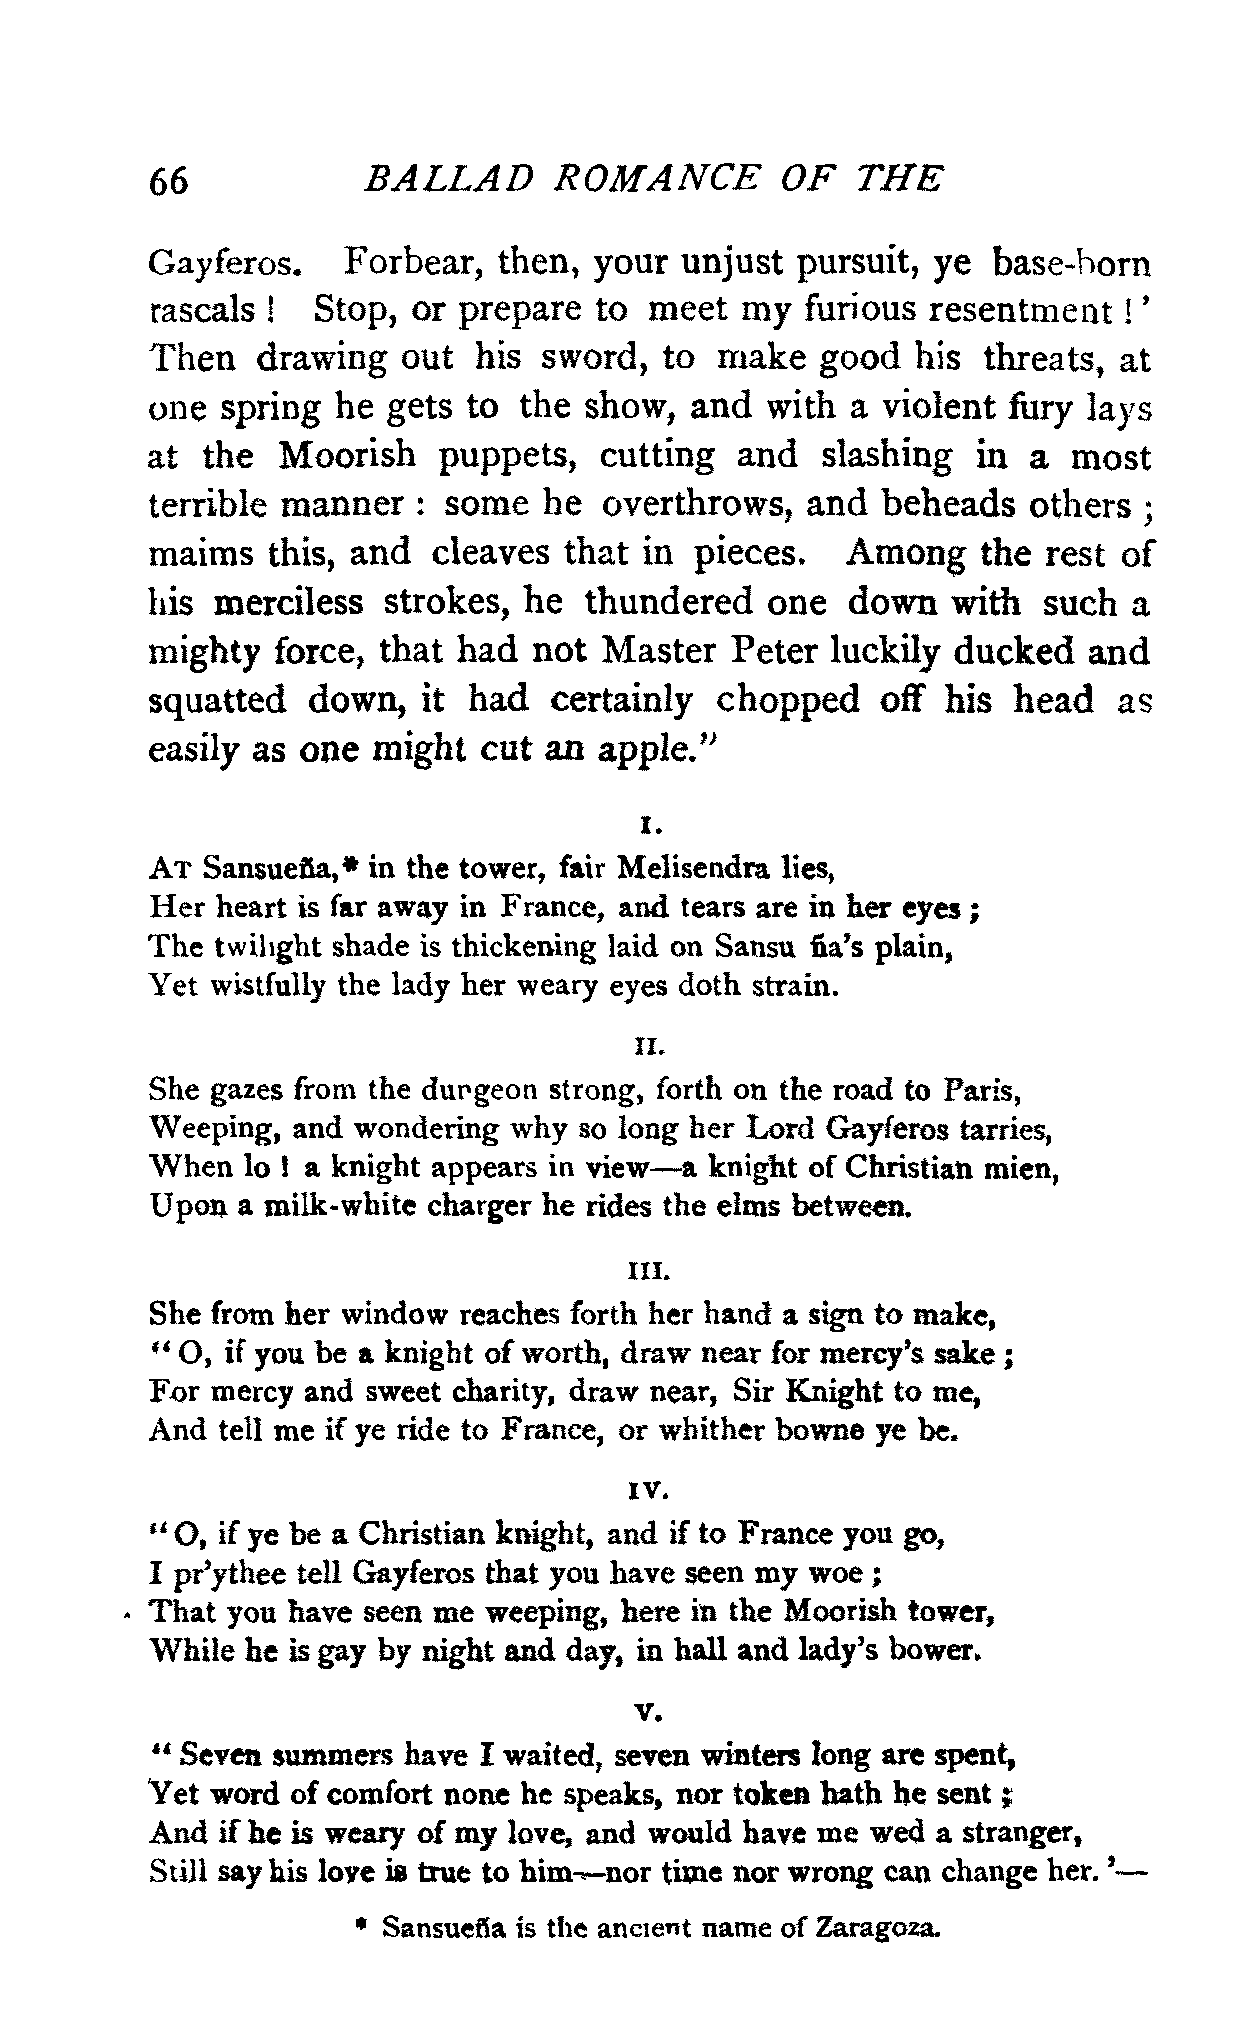 66 BALLAD ROMANCE OF THE
Gayferos. Forbear, then, your unjust pursuit, ye base-born
rascals ! Stop, or prepare to meet my furious resentment ! ’
Then drawing out his sword, to make good his threats, at
one spring he gets to the show, and with a violent fury lays
at the Moorish puppets, cutting and slashing in a most
terrible manner : some he overthrows, and beheads others ;
maims this, and cleaves that in pieces. Among the rest of
his merciless strokes, he thundered one down with such a
mighty force, that had not Master Peter luckily ducked and
squatted down, it had certainly chopped off his head as
easily as one might cut an apple.”
I.
AT Sansueña,* in the tower, fair Melisendra lies,
Her heart is far away in France, and tears are in her eyes ;
The twilight shade is thickening laid on Sansu ña’s plain,
Yet wistfully the lady her weary eyes doth strain.
II.
She gazes from the dungeon strong, forth on the road to Paris,
Weeping, and wondering why so long her Lord Gayferos tarries,
When lo ! a knight appears in view—a knight of Christian mien,
Upon a milk-white charger he rides the elms between.
III.
She from her window reaches forth her hand a sign to make,
“ O, if you be a knight of worth, draw near for mercy’s sake ;
For mercy and sweet charity, draw near, Sir Knight to me,
And tell me if ye ride to France, or whither bowne ye be.
IV.
“ O, if ye be a Christian knight, and if to France you go,
I pr’ythee tell Gayferos that you have seen my woe ;
That you have seen me weeping, here in the Moorish tower,
While he is gay by night and day, in hall and lady’s bower.
V.
“ Seven summers have I waited, seven winters long are spent,
Yet word of comfort none he speaks, nor token hath he sent ;
And if he is weary of my love, and would have me wed a stranger,
Still say his love is true to him—nor time nor wrong can change her. ’—
* Sansueña is the ancient name of Zaragoza.